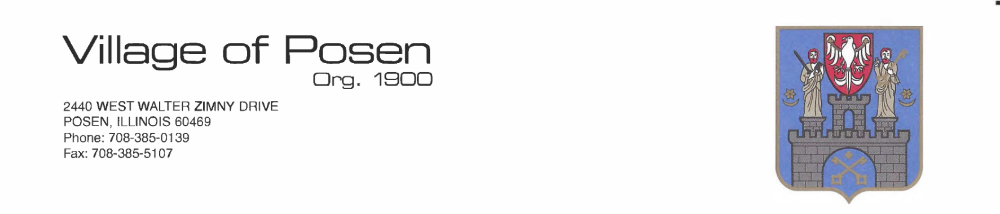 Village of Posen
Org. 1900
2440 WEST WALTER ZIMNY DRIVE
POSEN, ILLINOIS 60469
Phone: 708-385-0139
Fax: 708-385-5107